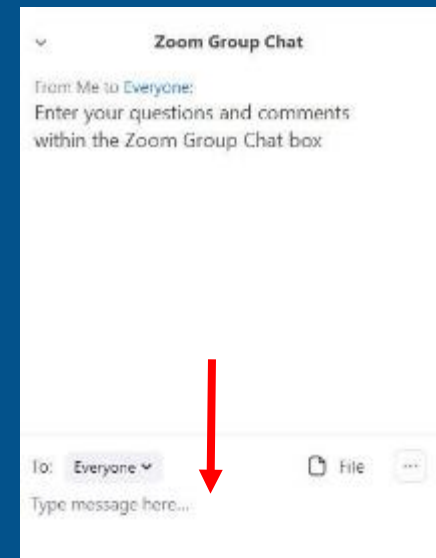 Zoom Group Chat
From Me to Everyone:
Enter your questions and comments
within the Zoom Group Chat box
To: Everyone File ...
Type message here...